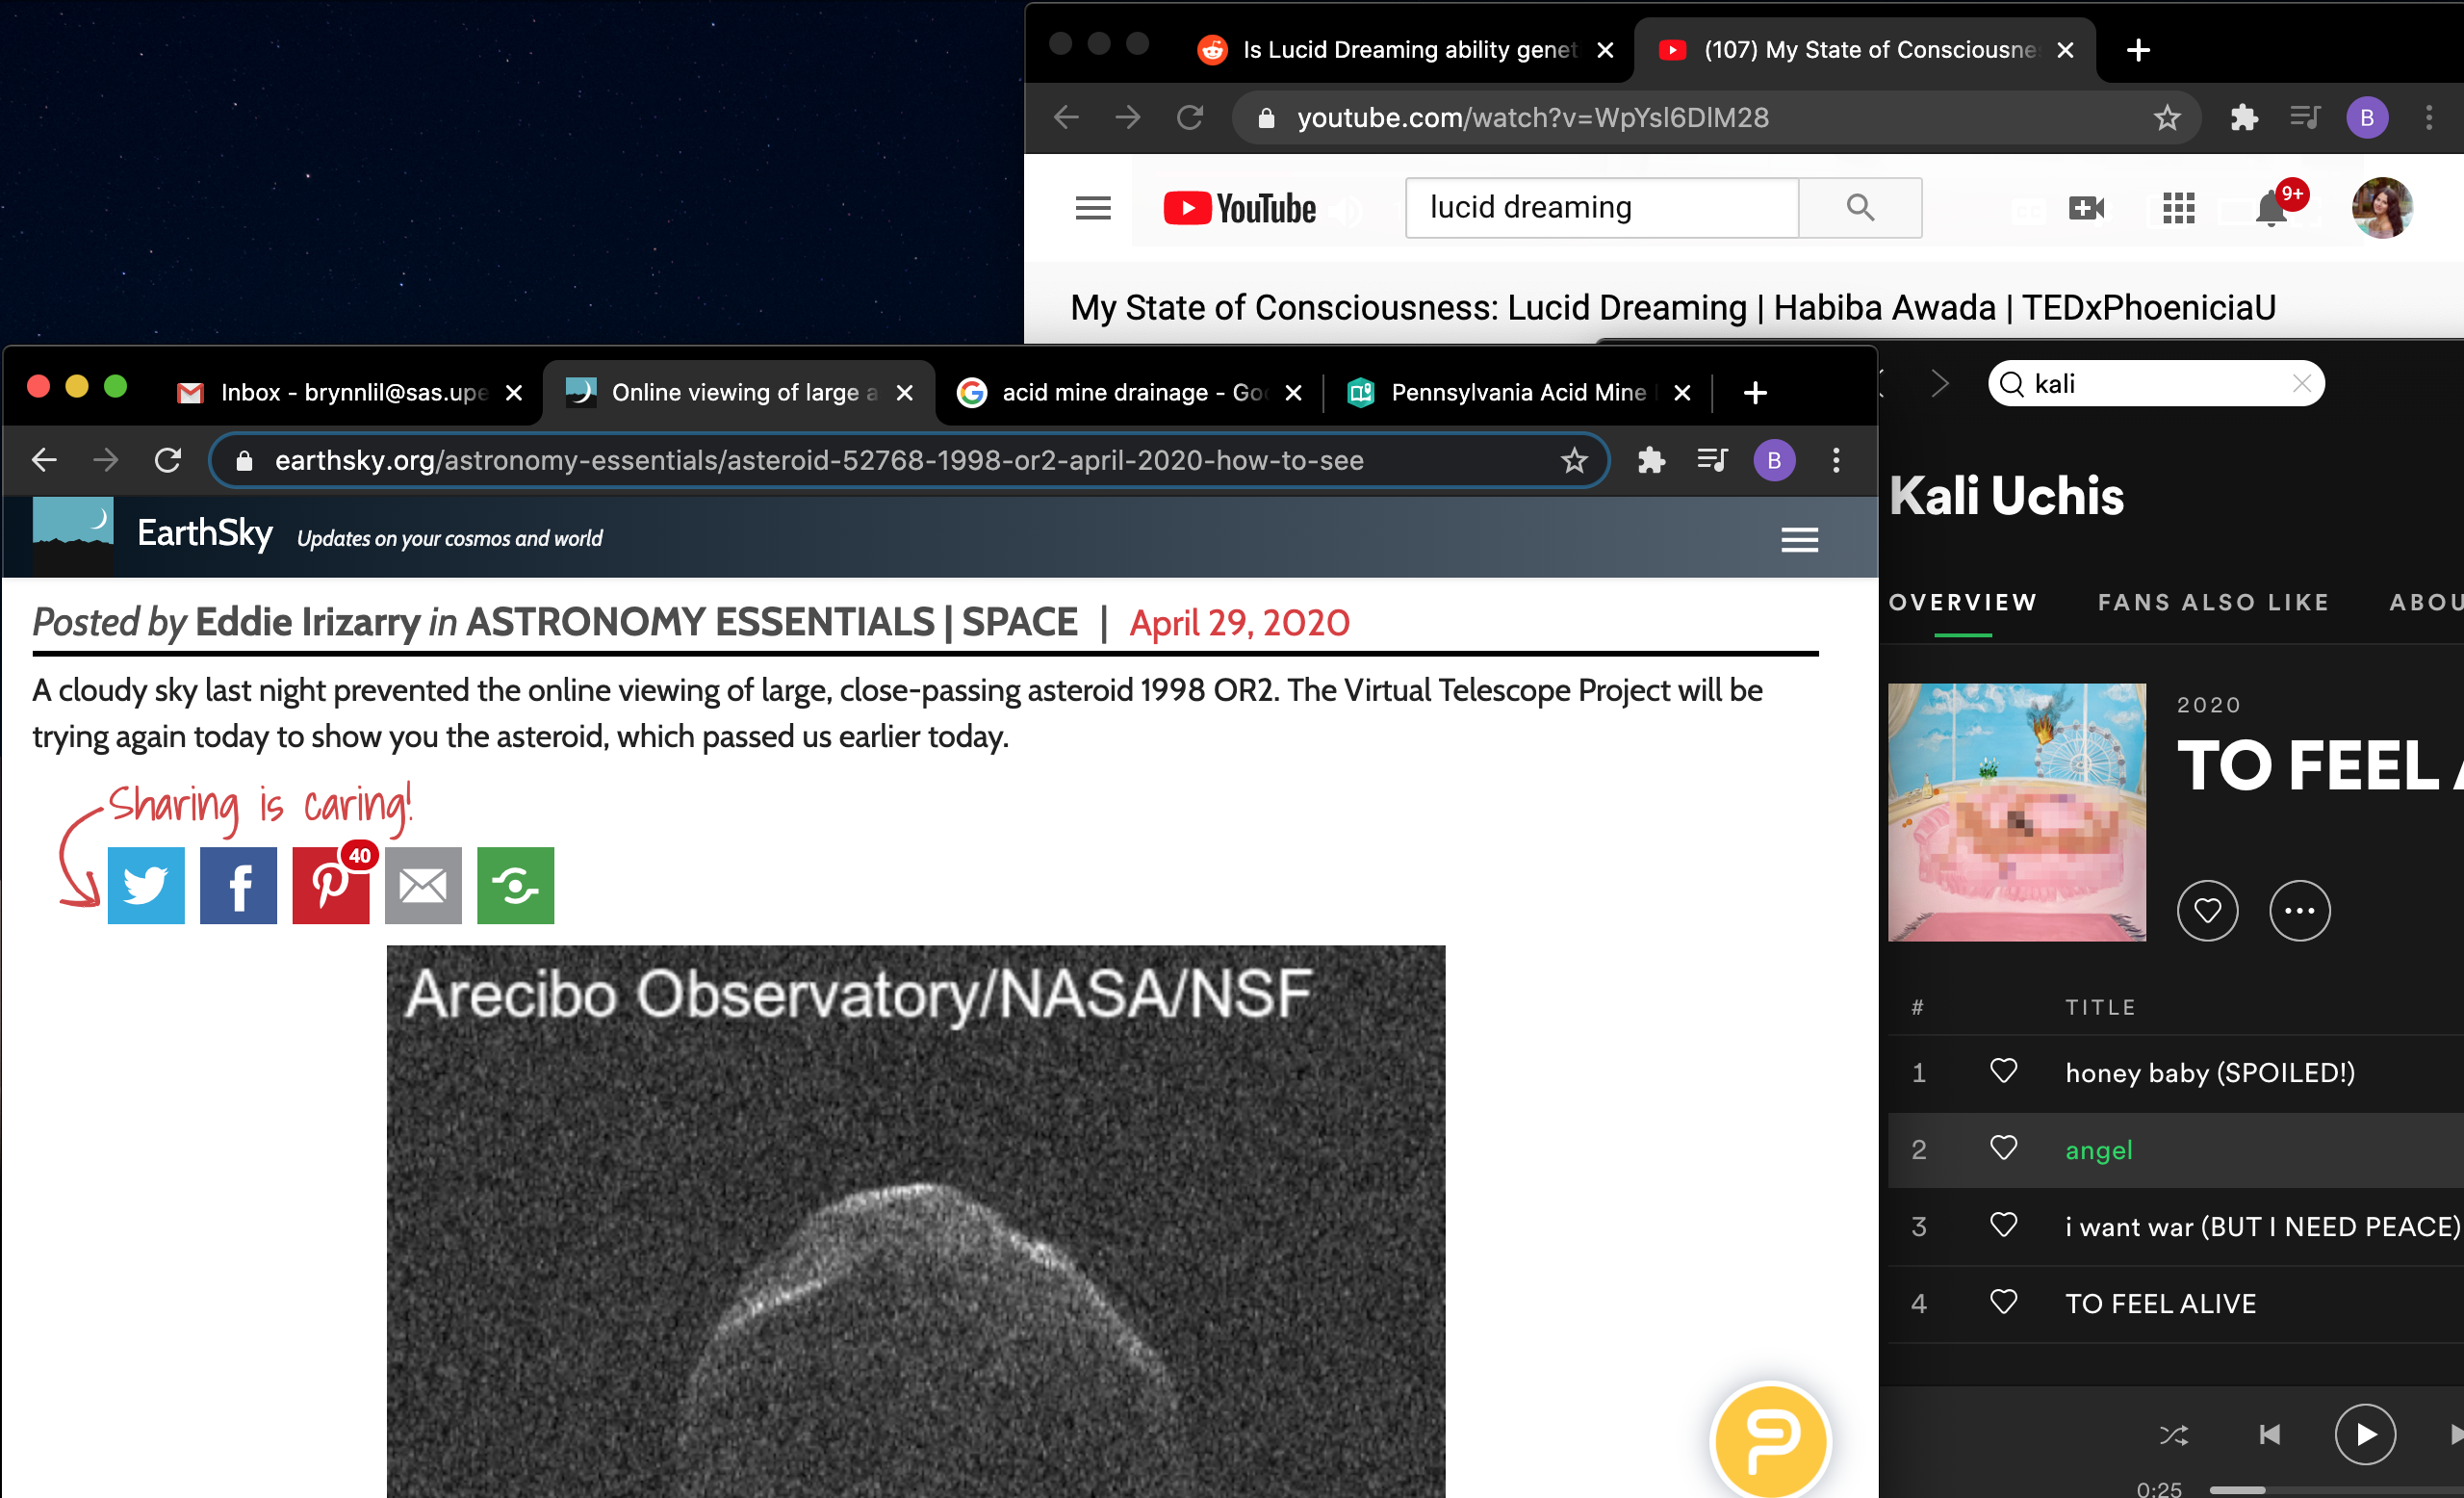 Is Lucid Dreaming ability genet
(107) My State of Consciousne
youtube.com/watch?v=WpYsl6DlM28
B
YouTube
lucid dreaming
9+
My State of Consciousness: Lucid Dreaming | Habiba Awada | TEDxPhoeniciaU
Inbox - brynnlil@sas.upe
Online viewing of large a
acid mine drainage - Goo
Pennsylvania Acid Mine
earthsky.org/astronomy-essentials/asteroid-52768-1998-or2-april-2020-how-to-see
B
EarthSky
Updates on your cosmos and world
Posted by Eddie Irizarry in ASTRONOMY ESSENTIALS | SPACE | April 29, 2020
A cloudy sky last night prevented the online viewing of large, close-passing asteroid 1998 OR2. The Virtual Telescope Project will be
trying again today to show you the asteroid, which passed us earlier today.
Sharing is caring!
40
Arecibo Observatory/NASA/NSF
kali
Kali Uchis
OVERVIEW
FANS ALSO LIKE
ABOU
2020
TO FEEL A
# TITLE
1 honey baby (SPOILED!)
2 angel
3 i want war (BUT I NEED PEACE)
4 TO FEEL ALIVE
0:25